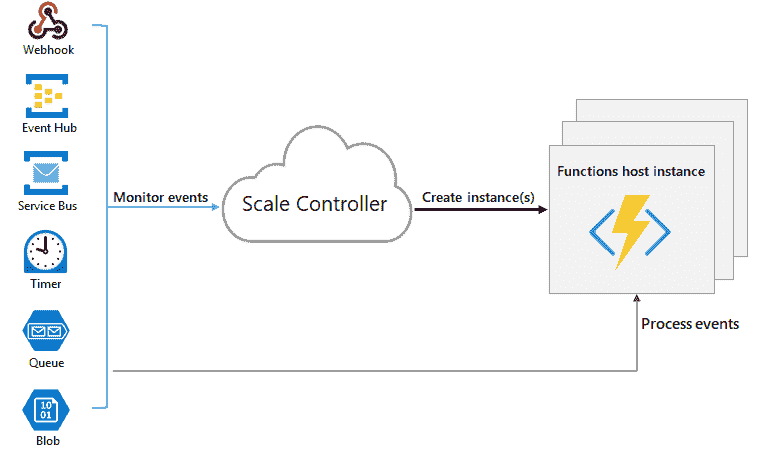 Webhook
Event Hub
Service Bus
Timer
Queue
10
01
Blob
Monitor events
Scale Controller
Create instance(s)
Functions host instance
Process events